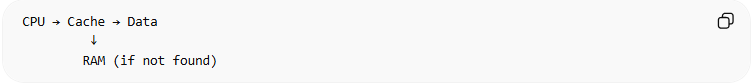 CPU → Cache → Data
↓
RAM (if not found)